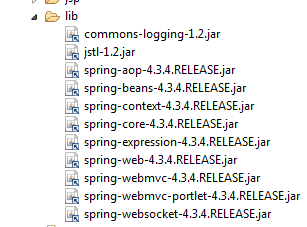 jsp
lib
commons-logging-1.2.jar
jstl-1.2.jar
spring-aop-4.3.4.RELEASE.jar
spring-beans-4.3.4.RELEASE.jar
spring-context-4.3.4.RELEASE.jar
spring-core-4.3.4.RELEASE.jar
spring-expression-4.3.4.RELEASE.jar
spring-web-4.3.4.RELEASE.jar
spring-webmvc-4.3.4.RELEASE.jar
spring-webmvc-portlet-4.3.4.RELEASE.jar
spring-websocket-4.3.4.RELEASE.jar